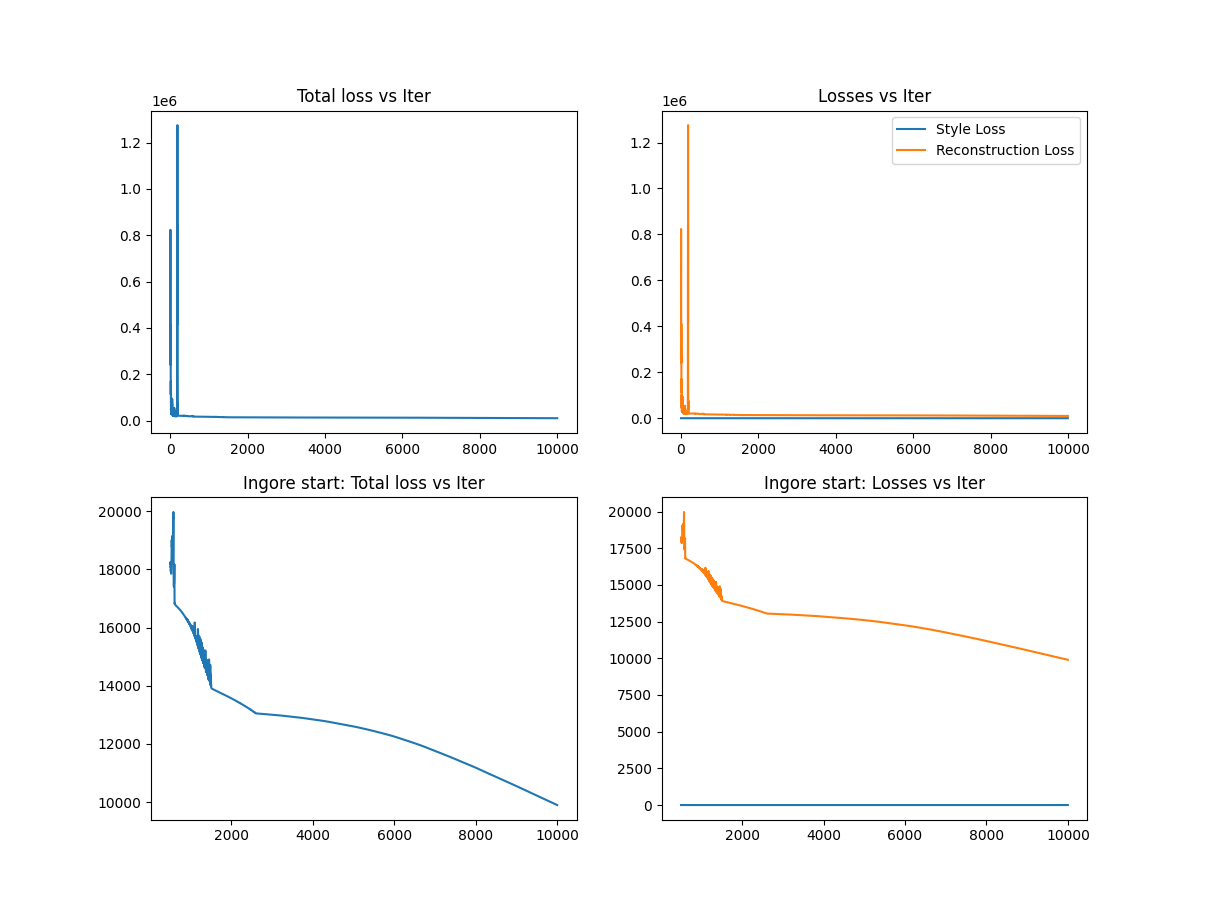 Total loss vs Iter
1e6
1.2
1.0
0.8
0.6
0.4
0.2
0.0
0 2000 4000 6000 8000 10000
Losses vs Iter
1e6
Style Loss
Reconstruction Loss
1.2
1.0
0.8
0.6
0.4
0.2
0.0
0 2000 4000 6000 8000 10000
Ingore start: Total loss vs Iter
20000
18000
16000
14000
12000
10000
2000 4000 6000 8000 10000
Ingore start: Losses vs Iter
20000
17500
15000
12500
10000
7500
5000
2500
0
2000 4000 6000 8000 10000